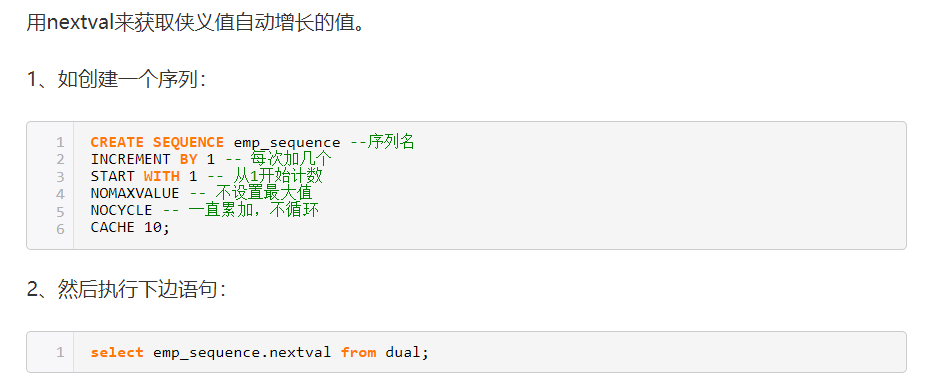 用nextval来获取侠义值自动增长的值。
1、如创建一个序列：
1 CREATE SEQUENCE emp_sequence --序列名
2 INCREMENT BY 1 -- 每次加几个
3 START WITH 1 -- 从1开始计数
4 NOMAXVALUE -- 不设置最大值
5 NOCYCLE -- 一直累加，不循环
6 CACHE 10;
2、然后执行下边语句：
1 select emp_sequence.nextval from dual;